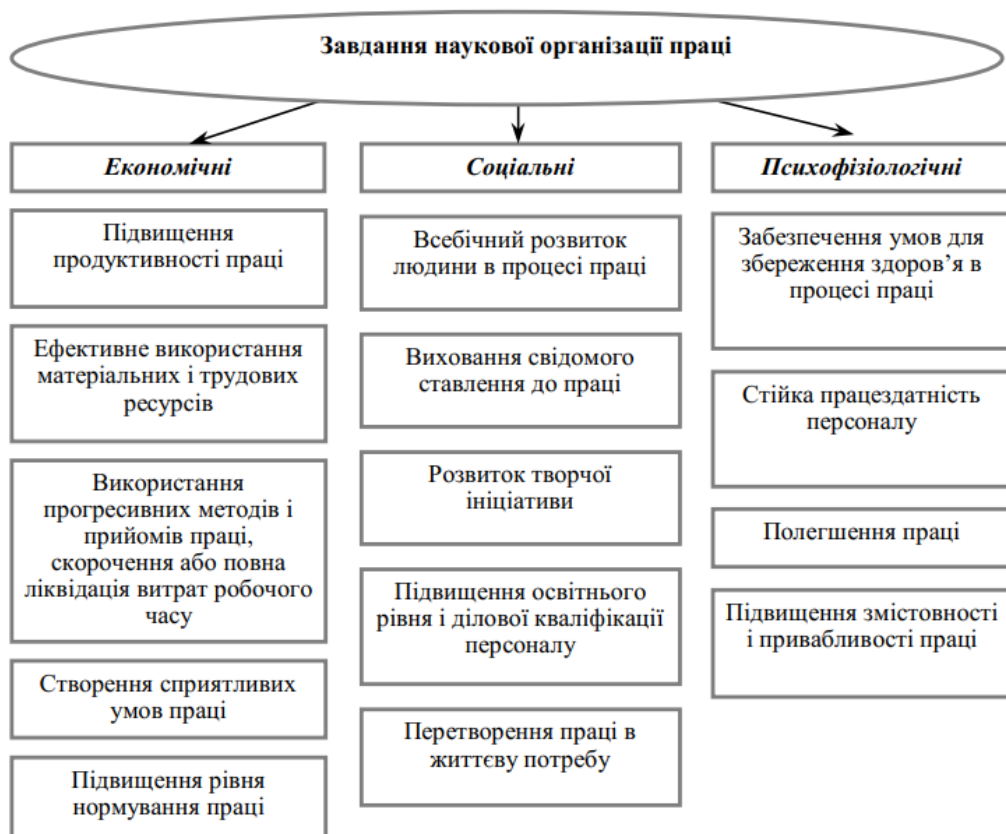 Завдання наукової організації праці
Економічні
Підвищення
продуктивності праці
Ефективне використання
матеріальних і трудових
ресурсів
Використання
прогресивних методів і
прийомів праці,
скорочення або повна
ліквідація витрат робочого
часу
Створення сприятливих
умов праці
Підвищення рівня
нормування праці
Соціальні
Всебічний розвиток
людини в процесі праці
Виховання свідомого
ставлення до праці
Розвиток творчої
ініціативи
Підвищення освітнього
рівня і ділової кваліфікації
персоналу
Перетворення праці в
життєву потребу
Психофізіологічні
Забезпечення умов для
збереження здоров’я в
процесі праці
Стійка працездатність
персоналу
Полегшення праці
Підвищення змістовності
і привабливості праці